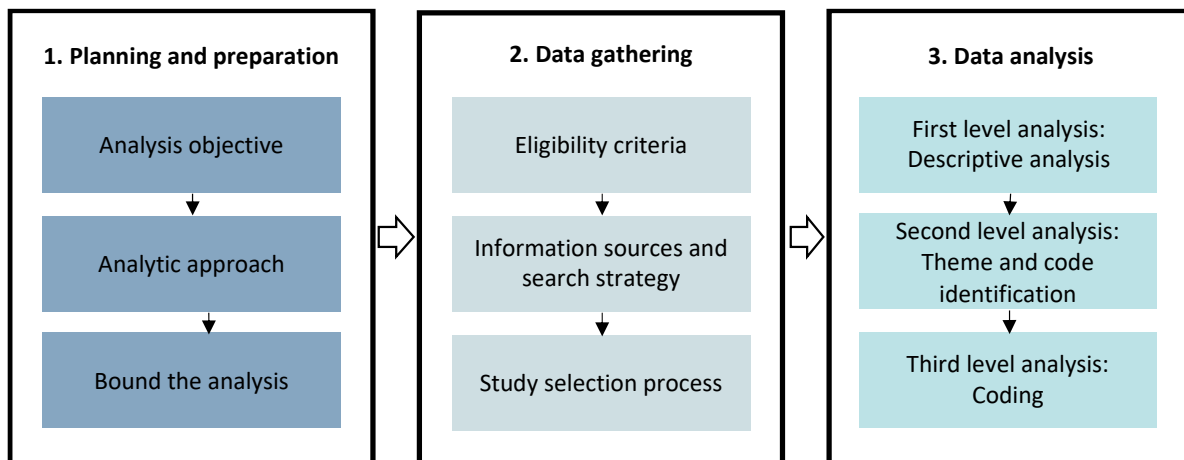 1. Planning and preparation
Analysis objective
Analytic approach
Bound the analysis
2. Data gathering
Eligibility criteria
Information sources and
search strategy
Study selection process
3. Data analysis
First level analysis:
Descriptive analysis
Second level analysis:
Theme and code
identification
Third level analysis:
Coding